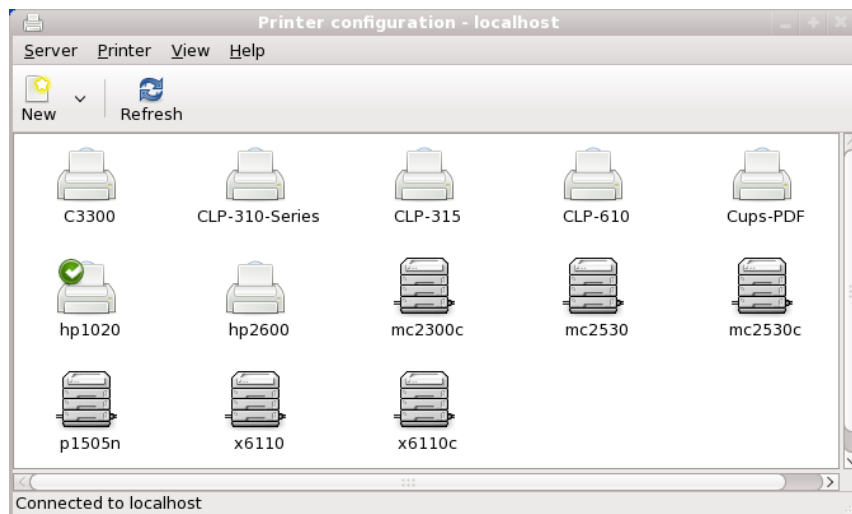 Printer configuration - localhost
Server Printer View Help
New Refresh
C3300 CLP-310-Series CLP-315 CLP-610 Cups-PDF
hp1020 hp2600 mc2300c mc2530 mc2530c
p1505n x6110 x6110c
Connected to localhost